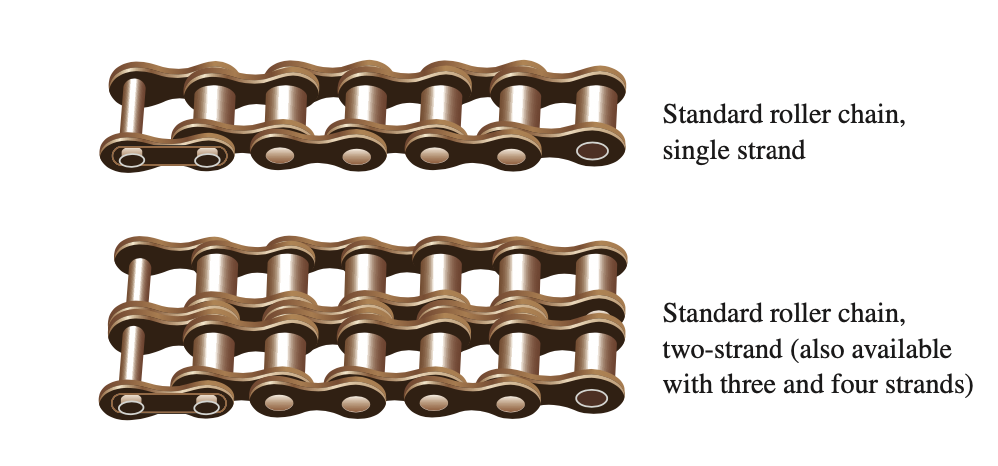 Standard roller chain,
single strand
Standard roller chain,
two-strand (also available
with three and four strands)